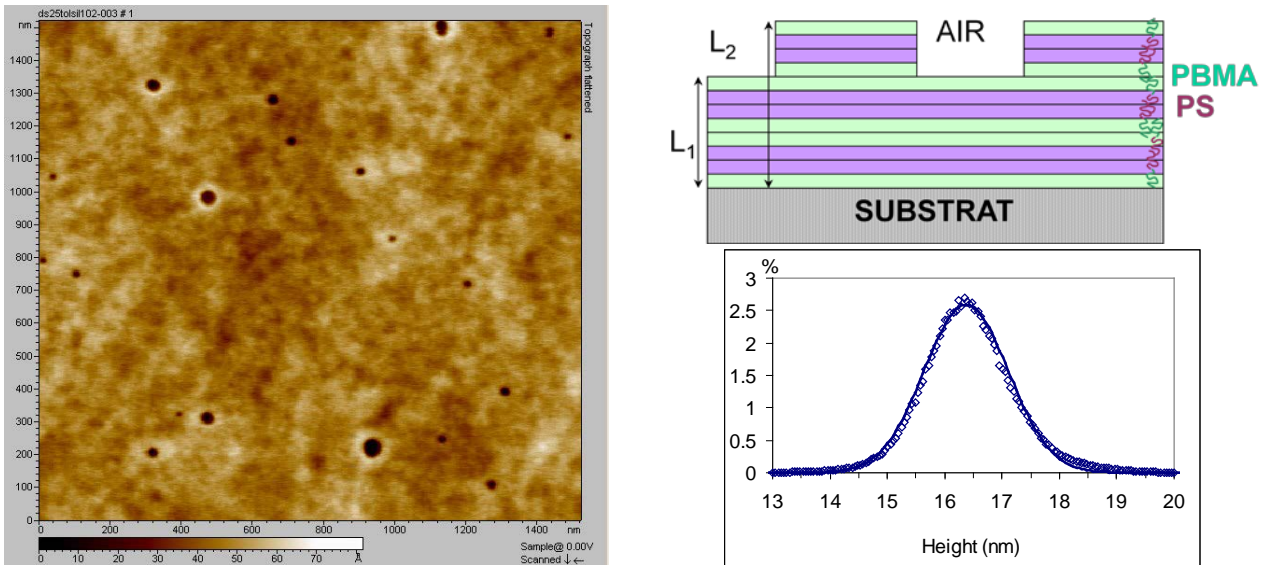 ds25tolsil102-003 # 1
nm
1400
1300
1200
1100
1000
900
800
700
600
500
400
300
200
100
0
0 200 400 600 800 1000 1200 1400 nm
Topograph flattened
0 10 20 30 40 50 60 70 Å
Sample@ 0.00V
Scanned ↓←
L2
AIR
L1
PBMA
PS
SUBSTRAT
%
3
2.5
2
1.5
1
0.5
0
13 14 15 16 17 18 19 20
Height (nm)